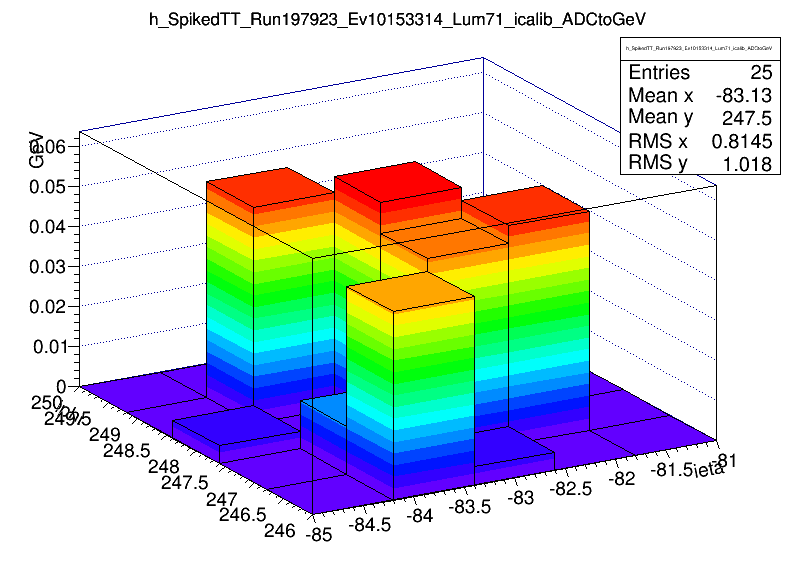 h_SpikedTT_Run197923_Ev10153314_Lum71_icalib_ADCtoGeV
h_SpikedTT_Run197923_Ev10153314_Lum71_icalib_ADCtoGeV
Entries 25
Mean x -83.13
Mean y 247.5
RMS x 0.8145
RMS y 1.018
GeV
0.06
0.05
0.04
0.03
0.02
0.01
0
250
249.5
249
248.5
248
247.5
247
246.5
246
-85
-84.5
-84
-83.5
-83
-82.5
-82
-81.5
-81
ieta